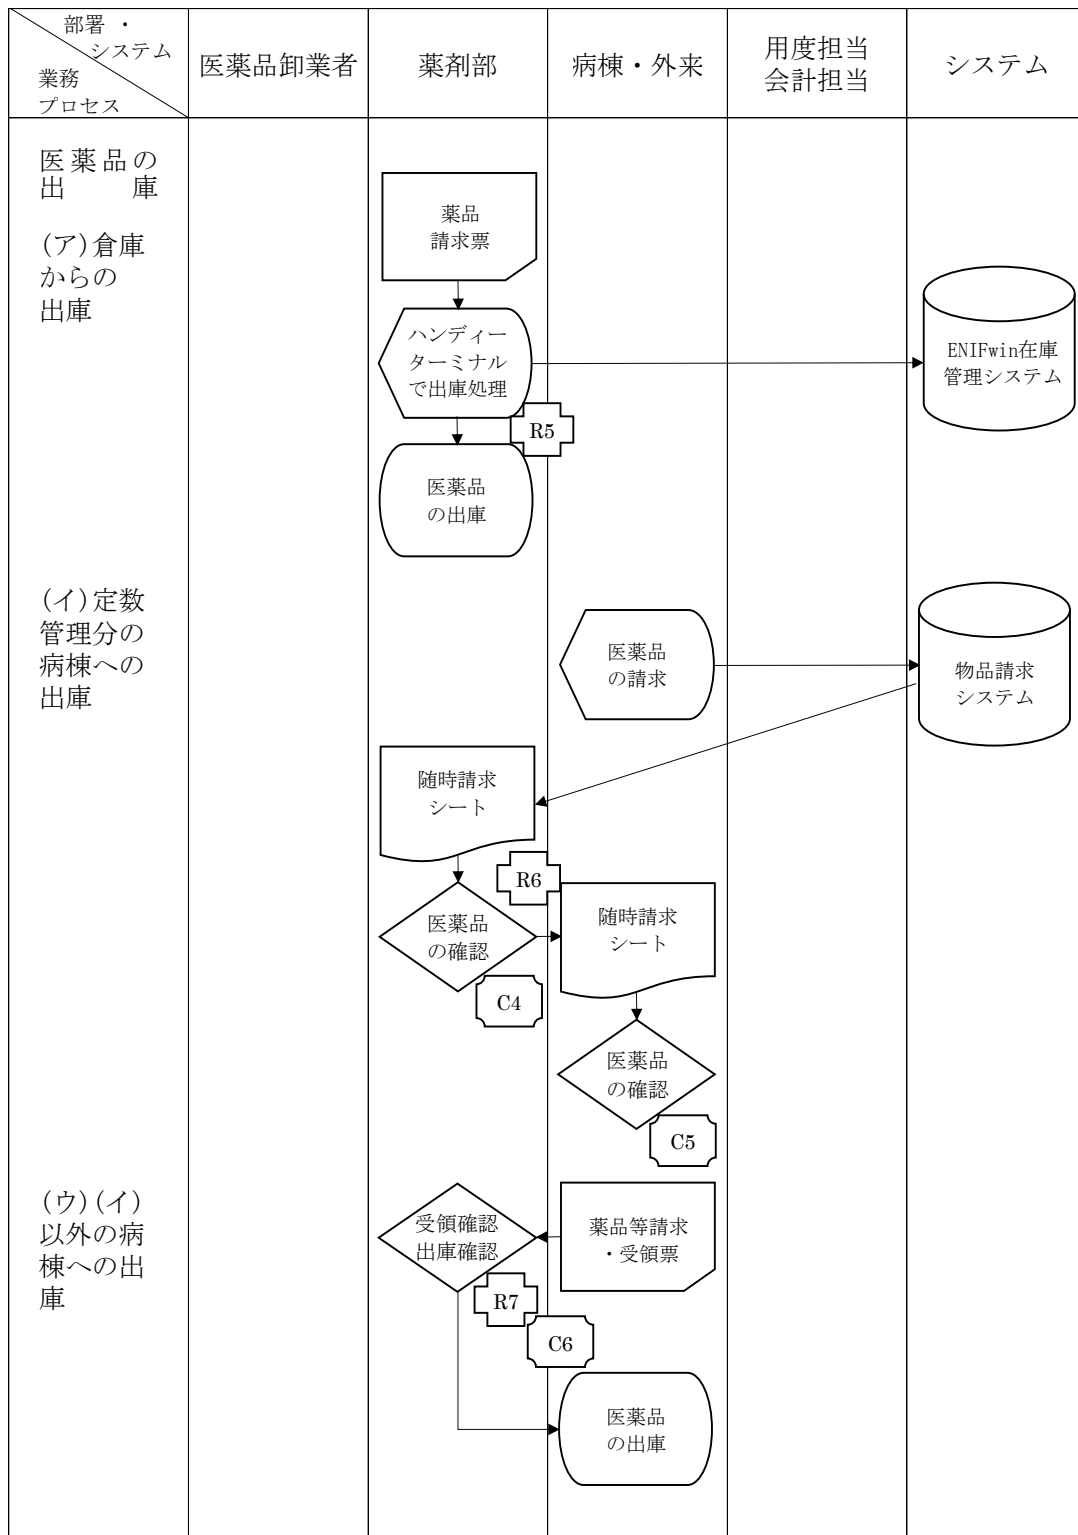 部署 ・
システム
業務
プロセス
医薬品卸業者
薬剤部
病棟・外来
用度担当
会計担当
システム
医薬品の
出　　庫
(ア)倉庫
からの
出庫
薬品
請求票
ハンディー
ターミナル
で出庫処理
ENIFwin在庫
管理システム
R5
医薬品
の出庫
(イ)定数
管理分の
病棟への
出庫
医薬品
の請求
物品請求
システム
随時請求
シート
R6
医薬品
の確認
随時請求
シート
C4
医薬品
の確認
C5
(ウ)(イ)
以外の病
棟への出
庫
受領確認
出庫確認
薬品等請求
・受領票
R7
C6
医薬品
の出庫